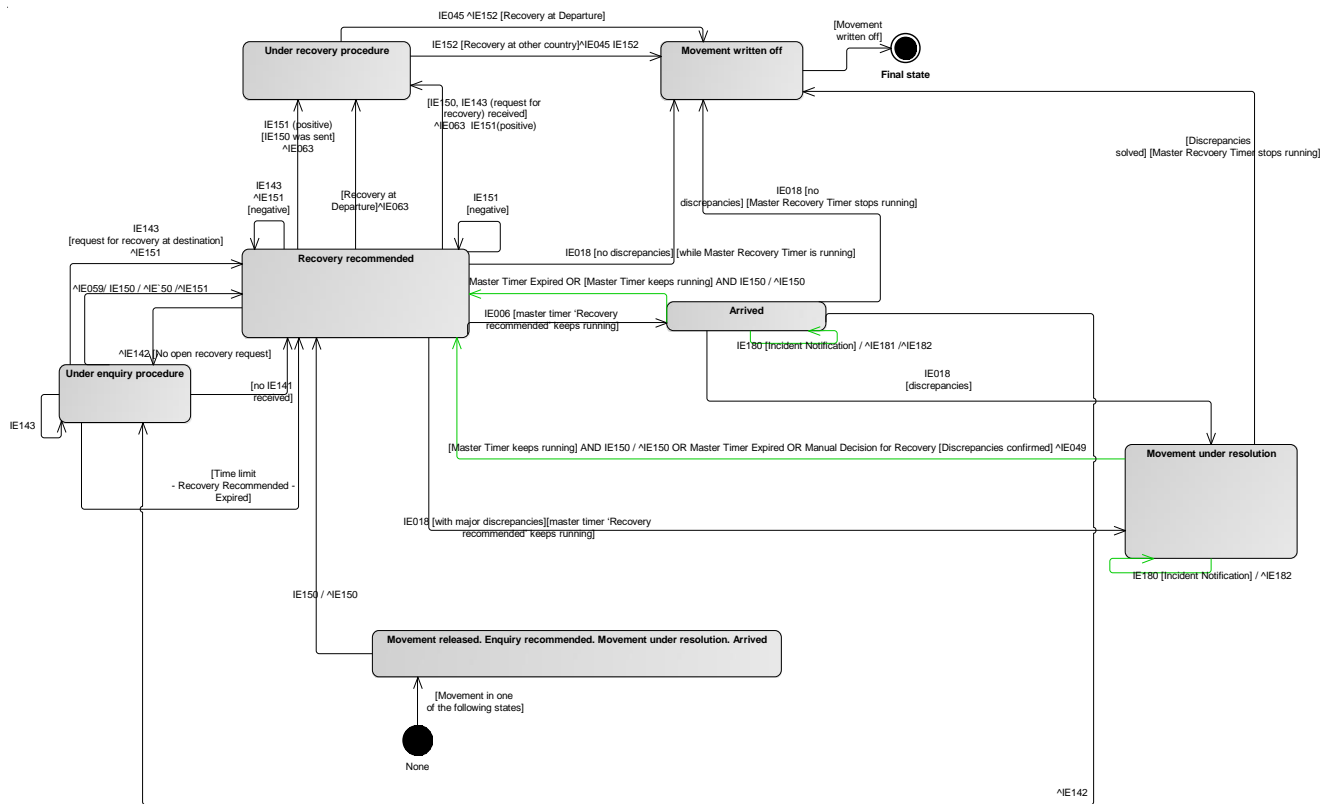 IE045 ^IE152 [Recovery at Departure]
[Movement
written off]
Under recovery procedure
IE152 [Recovery at other country]^IE045 IE152
Movement written off
Final state
[IE150, IE143 (request for
recovery) received]
^IE063 IE151(positive)
IE151 (positive)
[IE150 was sent]
^IE063
[Discrepancies
solved] [Master Recvoery Timer stops running]
IE143
^IE151
[negative]
[Recovery at
Departure]^IE063
IE151
[negative]
IE018 [no
discrepancies] [Master Recovery Timer stops running]
IE143
[request for recovery at destination]
^IE151
Recovery recommended
IE018 [no discrepancies] [while Master Recovery Timer is running]
^IE059/ IE150 / ^IE`50 /^IE151
Master Timer Expired OR [Master Timer keeps running] AND IE150 / ^IE150
IE006 [master timer ‘Recovery
recommended’ keeps running]
Arrived
IE180 [Incident Notification] / ^IE181 /^IE182
^IE142 [No open recovery request]
Under enquiry procedure
[no IE141
received]
IE018
[discrepancies]
IE143
[Master Timer keeps running] AND IE150 / ^IE150 OR Master Timer Expired OR Manual Decision for Recovery [Discrepancies confirmed] ^IE049
Movement under resolution
[Time limit
- Recovery Recommended -
Expired]
IE018 [with major discrepancies][master timer ‘Recovery
recommended’ keeps running]
IE180 [Incident Notification] / ^IE182
IE150 / ^IE150
Movement released. Enquiry recommended. Movement under resolution. Arrived
[Movement in one
of the following states]
None
^IE142